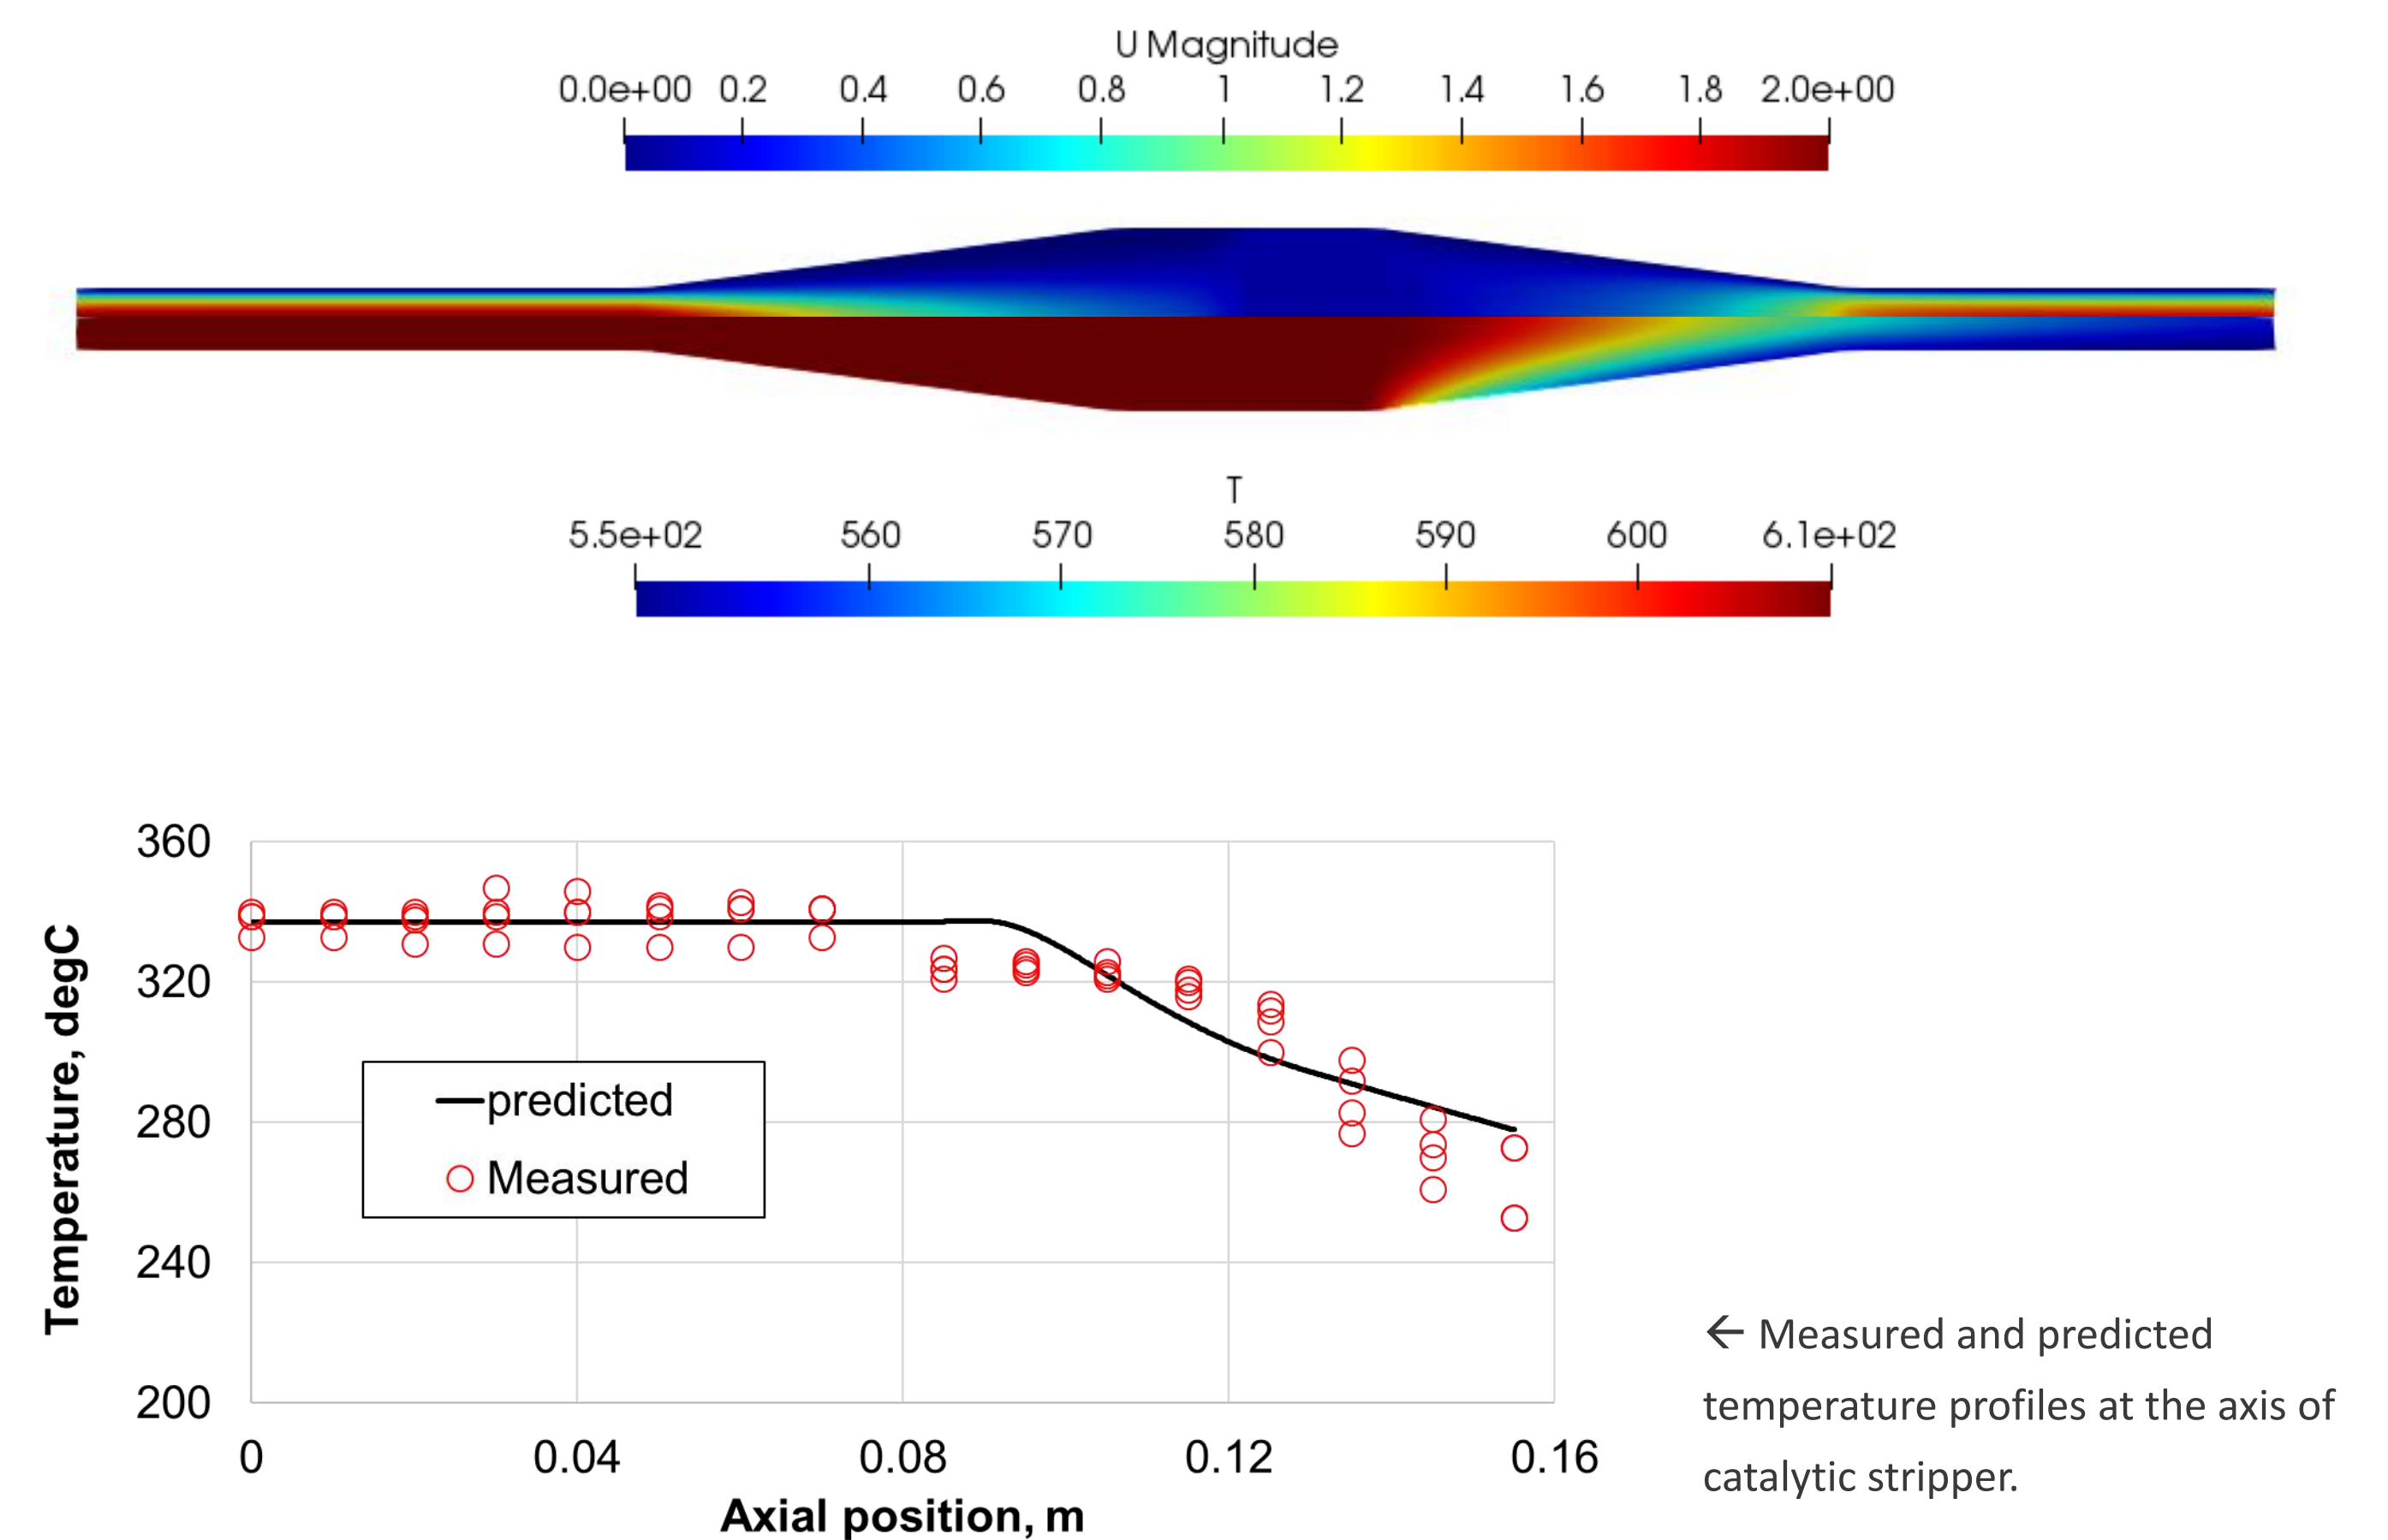 U Magnitude
0.0e+00 0.2 0.4 0.6 0.8 1 1.2 1.4 1.6 1.8 2.0e+00
T
5.5e+02 560 570 580 590 600 6.1e+02
Temperature, degC
360
320
280
240
200
predicted
Measured
0 0.04 0.08 0.12 0.16
Axial position, m
← Measured and predicted
temperature profiles at the axis of
catalytic stripper.